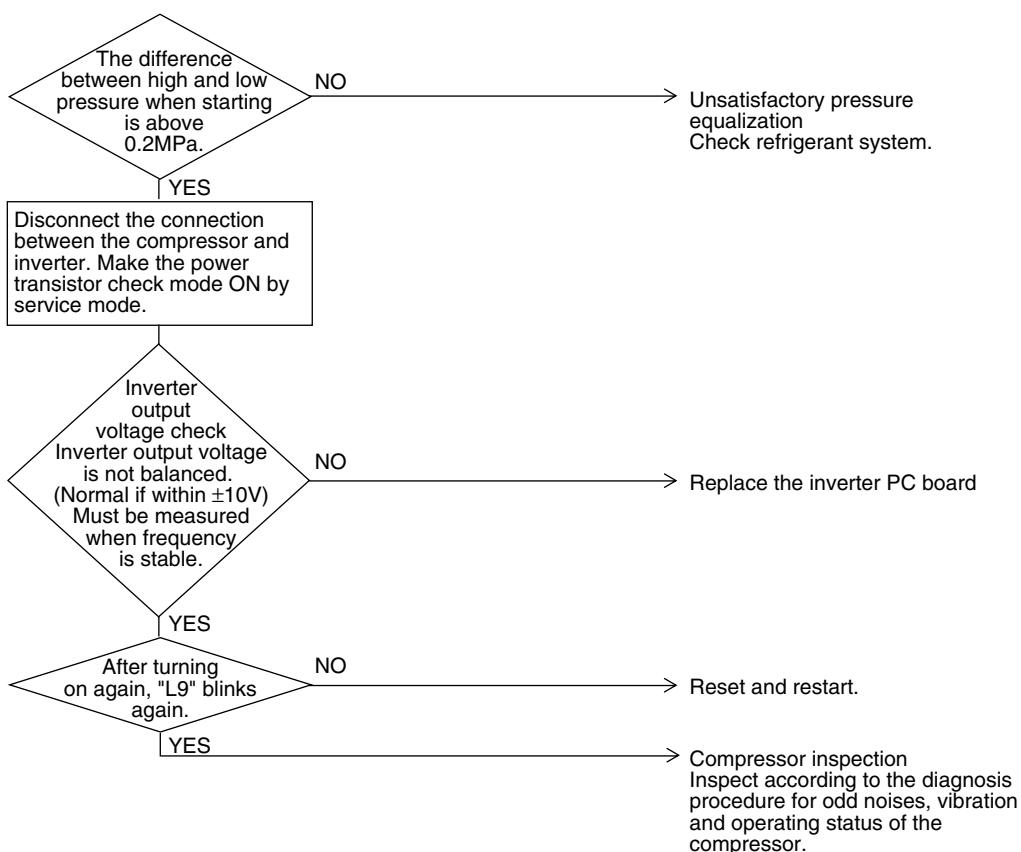 The difference
between high and low
pressure when starting
is above
0.2MPa.
NO
Unsatisfactory pressure
equalization
Check refrigerant system.
YES
Disconnect the connection
between the compressor and
inverter. Make the power
transistor check mode ON by
service mode.
Inverter
output
voltage check
Inverter output voltage
is not balanced.
(Normal if within ±10V)
Must be measured
when frequency
is stable.
NO
Replace the inverter PC board
YES
After turning
on again, "L9" blinks
again.
NO
Reset and restart.
YES
Compressor inspection
Inspect according to the diagnosis
procedure for odd noises, vibration
and operating status of the
compressor.